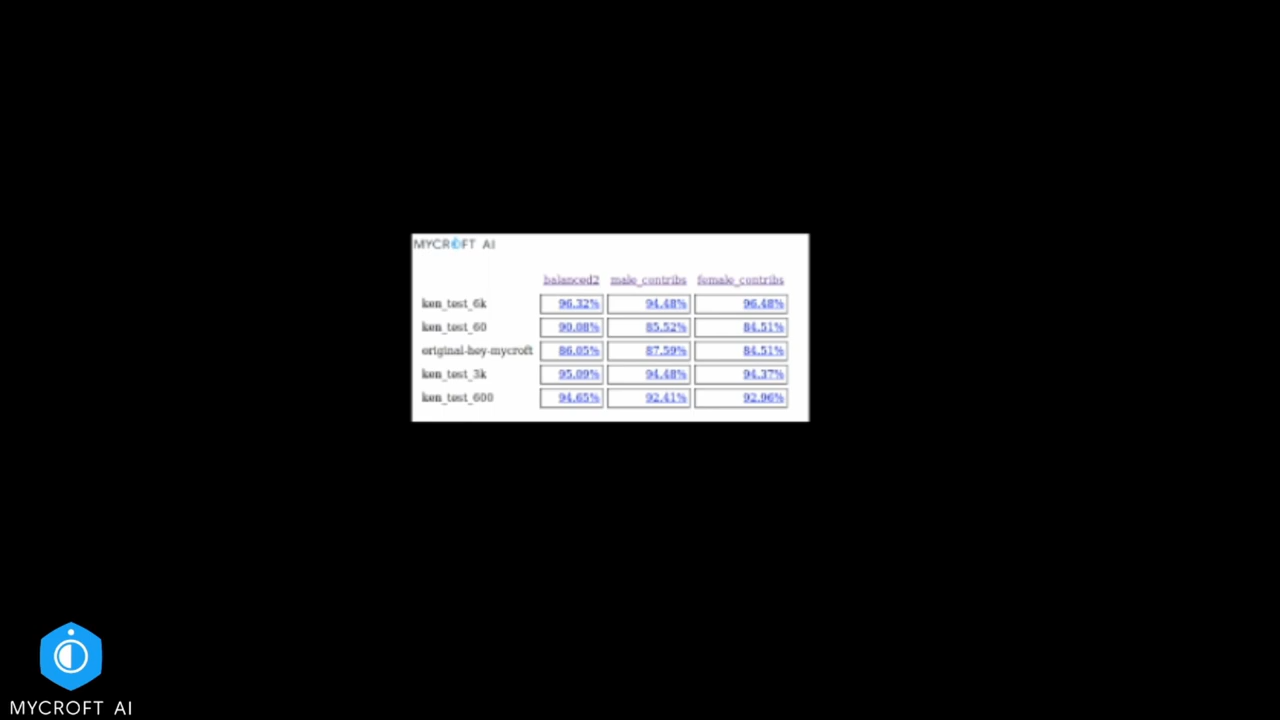 MYCROFT AI
balanced2 male_contribs female_contribs
ken_test_6k 96.32% 94.48% 96.48%
ken_test_60 90.08% 85.52% 84.51%
original-hey-mycroft 86.05% 87.59% 84.51%
ken_test_3k 95.09% 94.48% 94.37%
ken_test_600 94.65% 92.41% 92.96%
MYCROFT AI